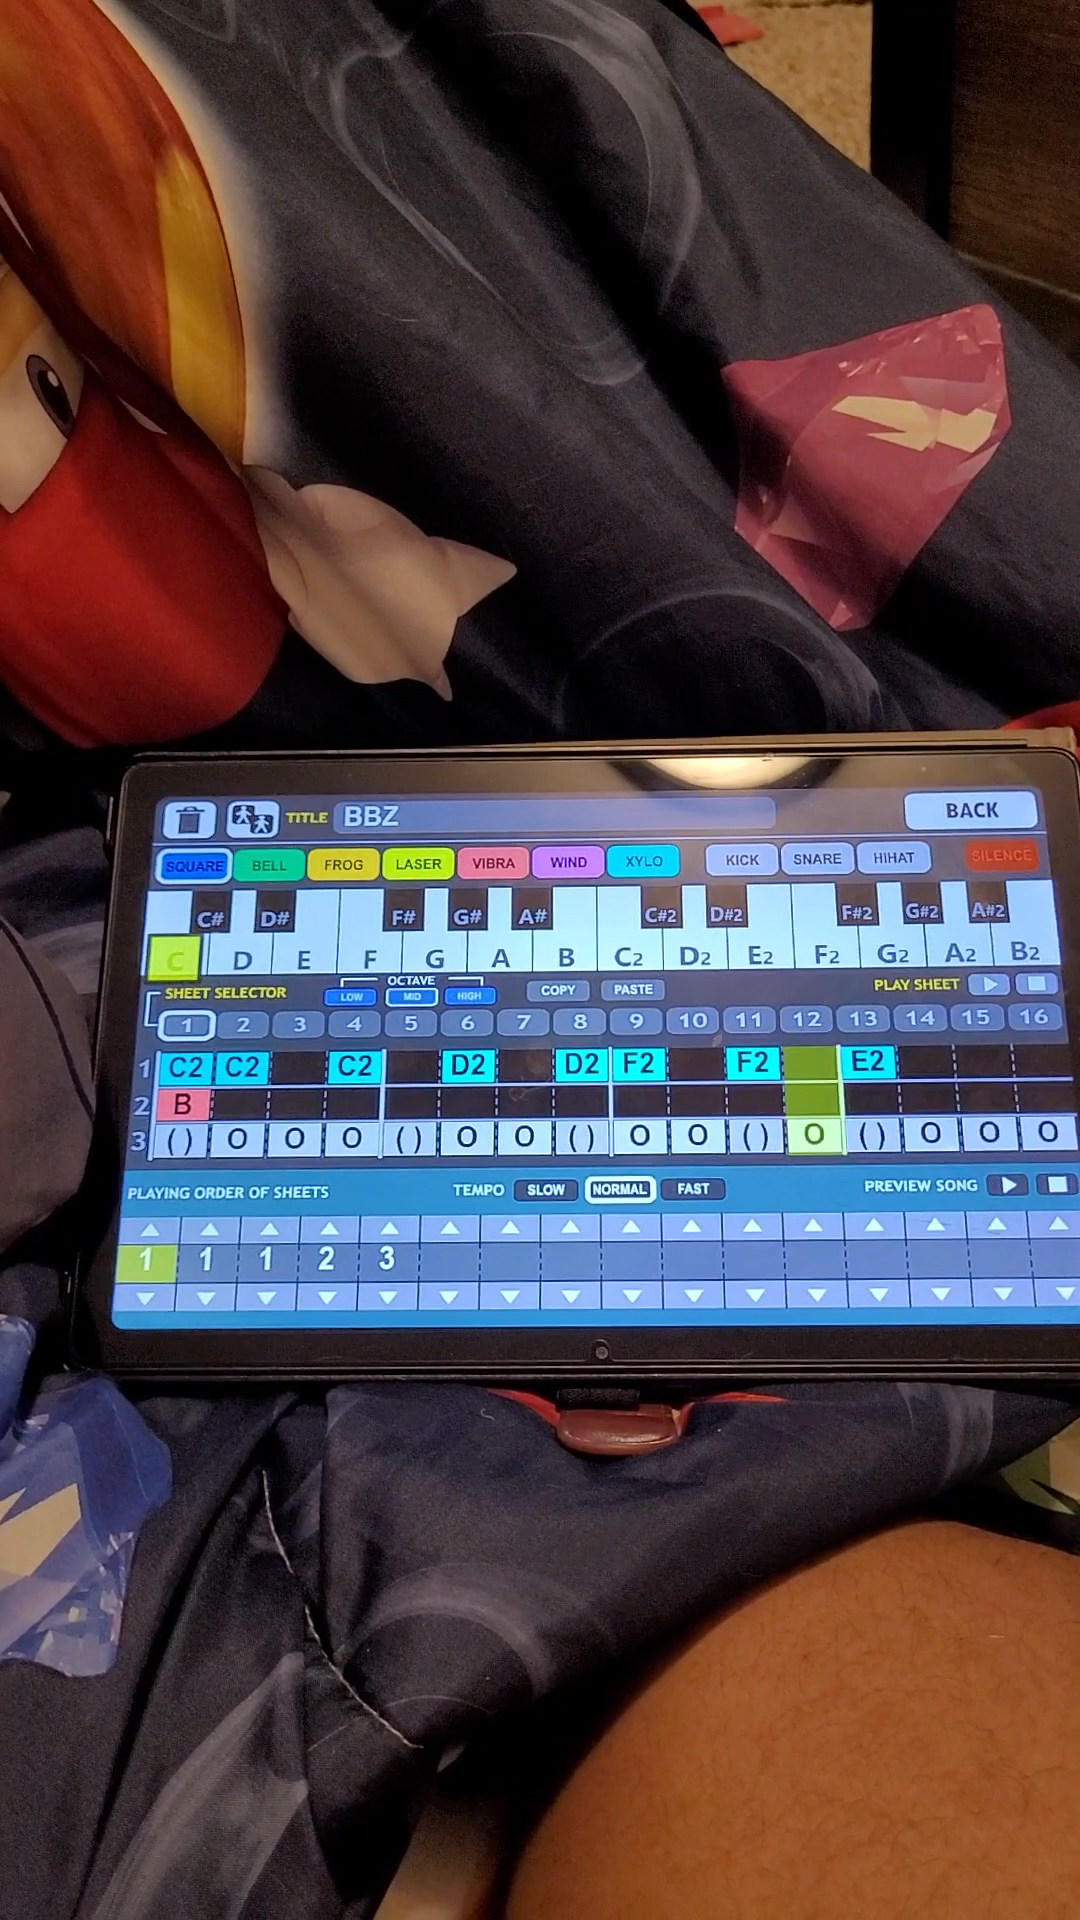 TITLE BBZ BACK
SQUARE BELL FROG LASER VIBRA WIND XYLO KICK SNARE HIHAT SILENCE
C# D# F# G# A# C#2 D#2 F#2 G#2 A#2
C D E F G A B C2 D2 E2 F2 G2 A2 B2
SHEET SELECTOR OCTAVE LOW MID HIGH COPY PASTE PLAY SHEET
1 2 3 4 5 6 7 8 9 10 11 12 13 14 15 16
1 C2 C2 C2 D2 D2 F2 F2 E2
2 B
3 ( ) O O O ( ) O O ( ) O O ( ) O ( ) O O O
PLAYING ORDER OF SHEETS TEMPO SLOW NORMAL FAST PREVIEW SONG
1 1 1 2 3